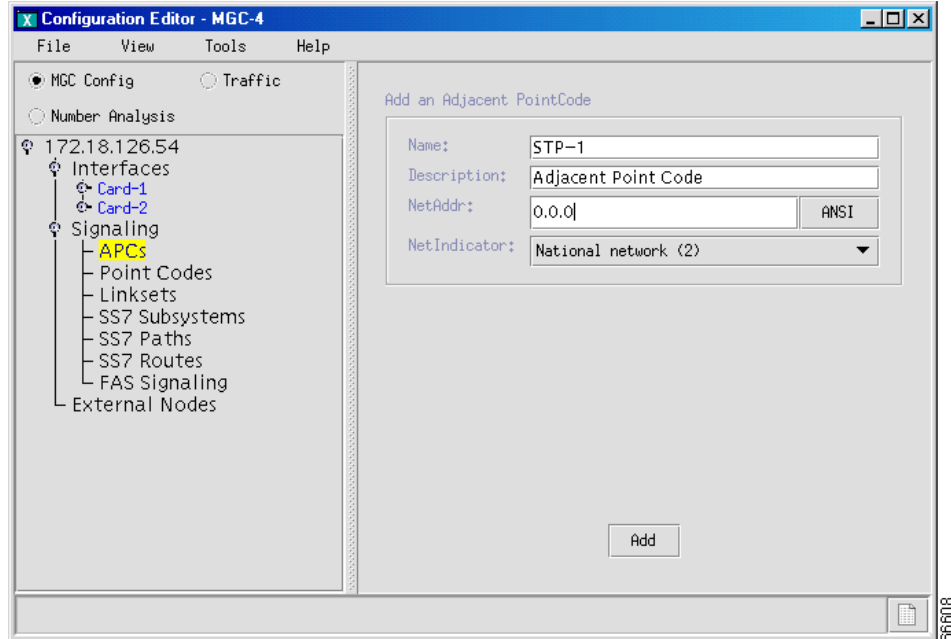 X Configuration Editor - MGC-4
File View Tools Help
MGC Config Traffic
Number Analysis
172.18.126.54
Interfaces
Card-1
Card-2
Signaling
APCs
Point Codes
Linksets
SS7 Subsystems
SS7 Paths
SS7 Routes
FAS Signaling
External Nodes
Add an Adjacent PointCode
Name: STP-1
Description: Adjacent Point Code
NetAddr: 0.0.0 ANSI
NetIndicator: National network (2)
Add